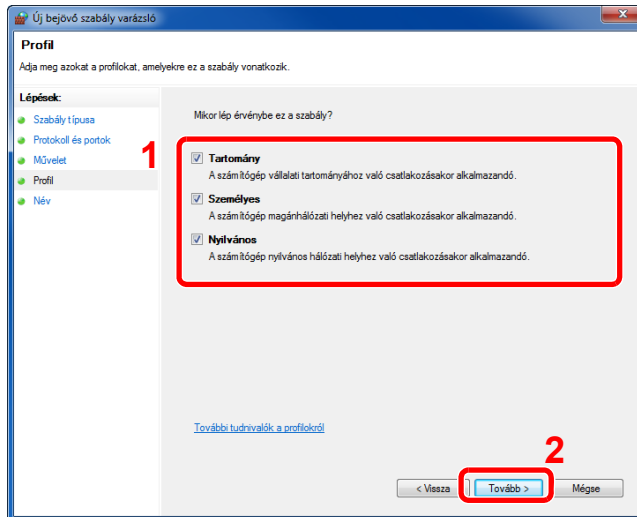 Új bejövő szabály varázsló
Profil
Adja meg azokat a profilokat, amelyekre ez a szabály vonatkozik.
Lépések:
Szabály típusa
Protokoll és portok
Művelet
Profil
Név
Mikor lép érvénybe ez a szabály?
1
Tartomány
A számítógép vállalati tartományához való csatlakozásakor alkalmazandó.
Személyes
A számítógép magánhálózati helyhez való csatlakozásakor alkalmazandó.
Nyilvános
A számítógép nyilvános hálózati helyhez való csatlakozásakor alkalmazandó.
További tudnivalók a profilokról
2
< Vissza
Tovább >
Mégse